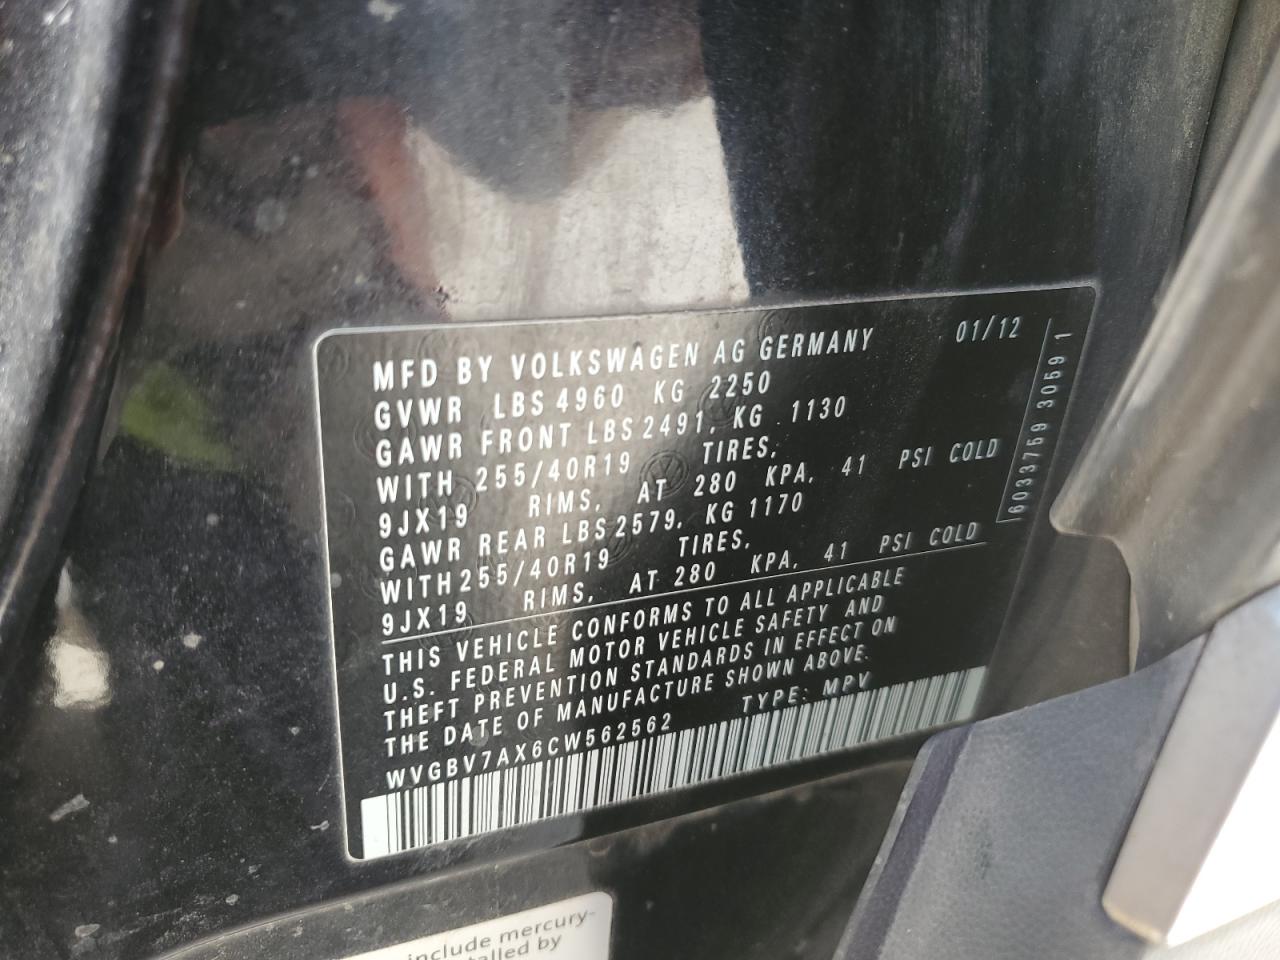 MFD BY VOLKSWAGEN AG GERMANY 01/12
GVWR LBS 4960 KG 2250
GAWR FRONT LBS 2491, KG 1130
WITH 255/40R19 TIRES,
9JX19 RIMS, AT 280 KPA, 41 PSI COLD
GAWR REAR LBS 2579, KG 1170
WITH 255/40R19 TIRES,
9JX19 RIMS, AT 280 KPA, 41 PSI COLD
THIS VEHICLE CONFORMS TO ALL APPLICABLE
U.S. FEDERAL MOTOR VEHICLE SAFETY AND
THEFT PREVENTION STANDARDS IN EFFECT ON
THE DATE OF MANUFACTURE SHOWN ABOVE.
WVGBV7AX6CW562562 TYPE: MPV
6033759 3059 1
include mercury-
by